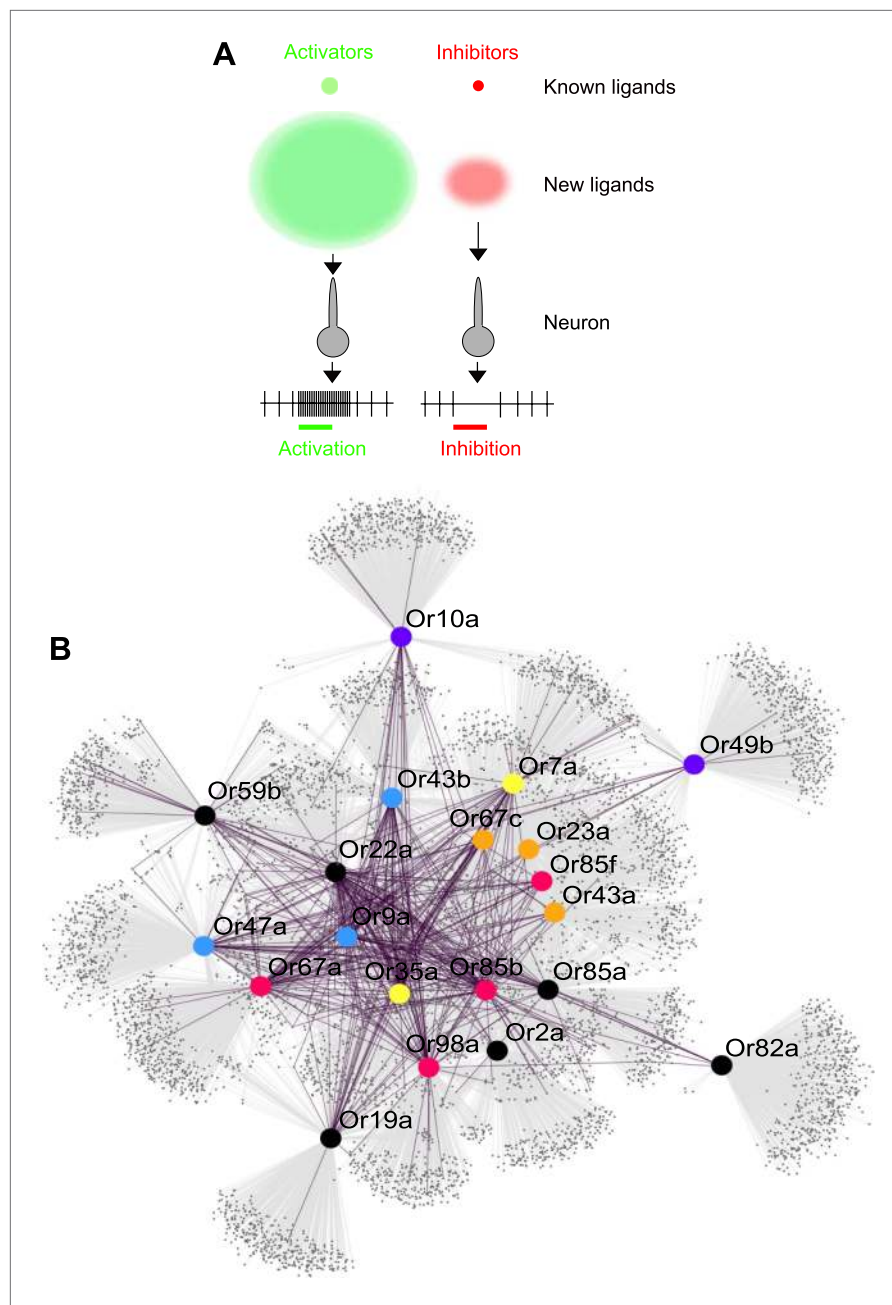 A
Activators Inhibitors
Known ligands
New ligands
Neuron
Activation Inhibition
B
Or10a
Or49b
Or59b
Or43b
Or7a
Or67c
Or23a
Or22a
Or85f
Or43a
Or47a
Or9a
Or67a
Or35a
Or85b
Or85a
Or98a
Or2a
Or82a
Or19a